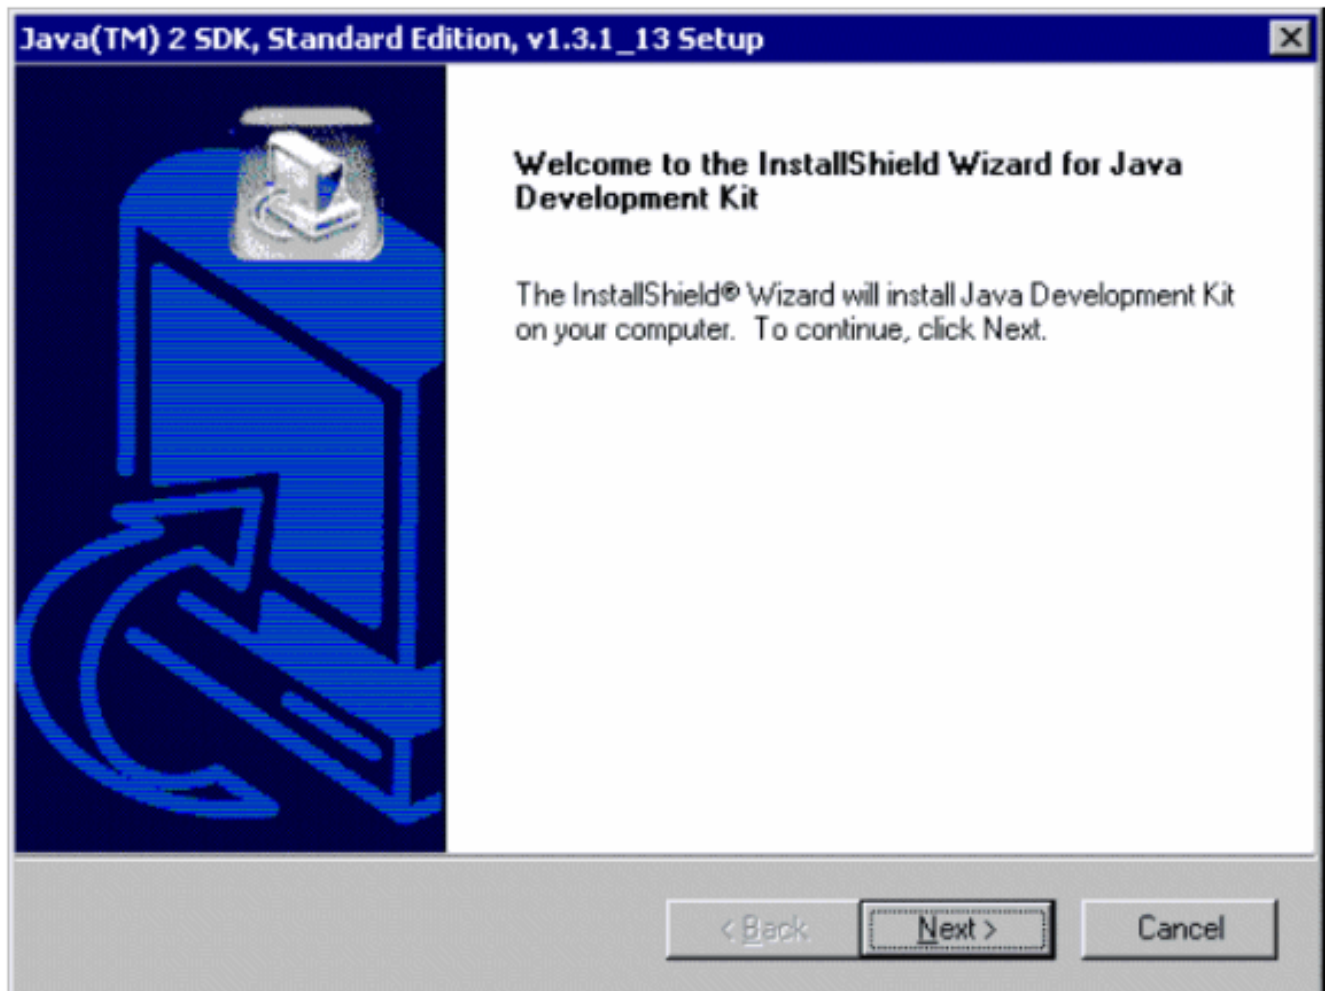 Java(TM) 2 SDK, Standard Edition, v1.3.1_13 Setup
Welcome to the InstallShield Wizard for Java
Development Kit
The InstallShield® Wizard will install Java Development Kit
on your computer.  To continue, click Next.
< Back Next > Cancel